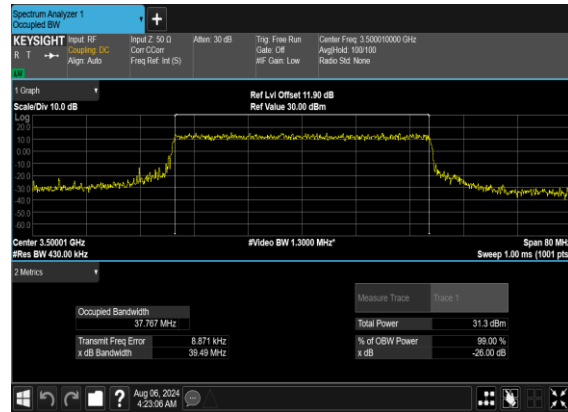 Spectrum Analyzer 1
Occupied BW
+
KEYSIGHT Input: RF Input Z: 50 Ω Atten: 30 dB Trig: Free Run Center Freq: 3.500010000 GHz
R T Coupling: DC Corr CCorr Gate: Off Avg|Hold: 100/100
Align: Auto Freq Ref: Int (S) #IF Gain: Low Radio Std: None
1 Graph
Ref Lvl Offset 11.90 dB
Scale/Div 10.0 dB Ref Value 30.00 dBm
Log
20.0
10.0
0.00
-10.0
-20.0
-30.0
-40.0
-50.0
-60.0
Center 3.50001 GHz #Video BW 1.3000 MHz* Span 80 MHz
#Res BW 430.00 kHz Sweep 1.00 ms (1001 pts
2 Metrics
Measure Trace Trace 1
Occupied Bandwidth
37.767 MHz
Total Power 31.3 dBm
Transmit Freq Error 8.871 kHz % of OBW Power 99.00 %
x dB Bandwidth 39.49 MHz x dB -26.00 dB
? Aug 06, 2024
4:23:06 AM